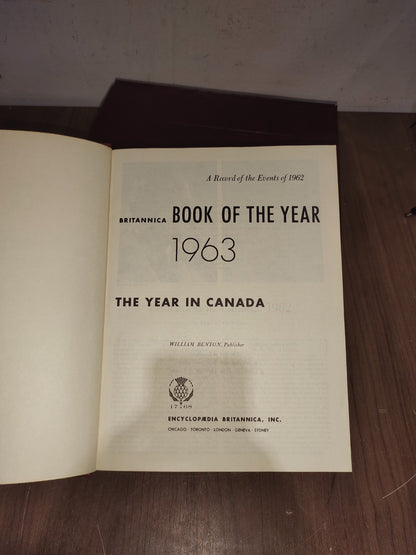 A Record of the Events of 1962
BRITANNICA BOOK OF THE YEAR
1963
THE YEAR IN CANADA
WILLIAM BENTON, Publisher
1768
ENCYCLOPÆDIA BRITANNICA, INC.
CHICAGO · TORONTO · LONDON · GENEVA · SYDNEY